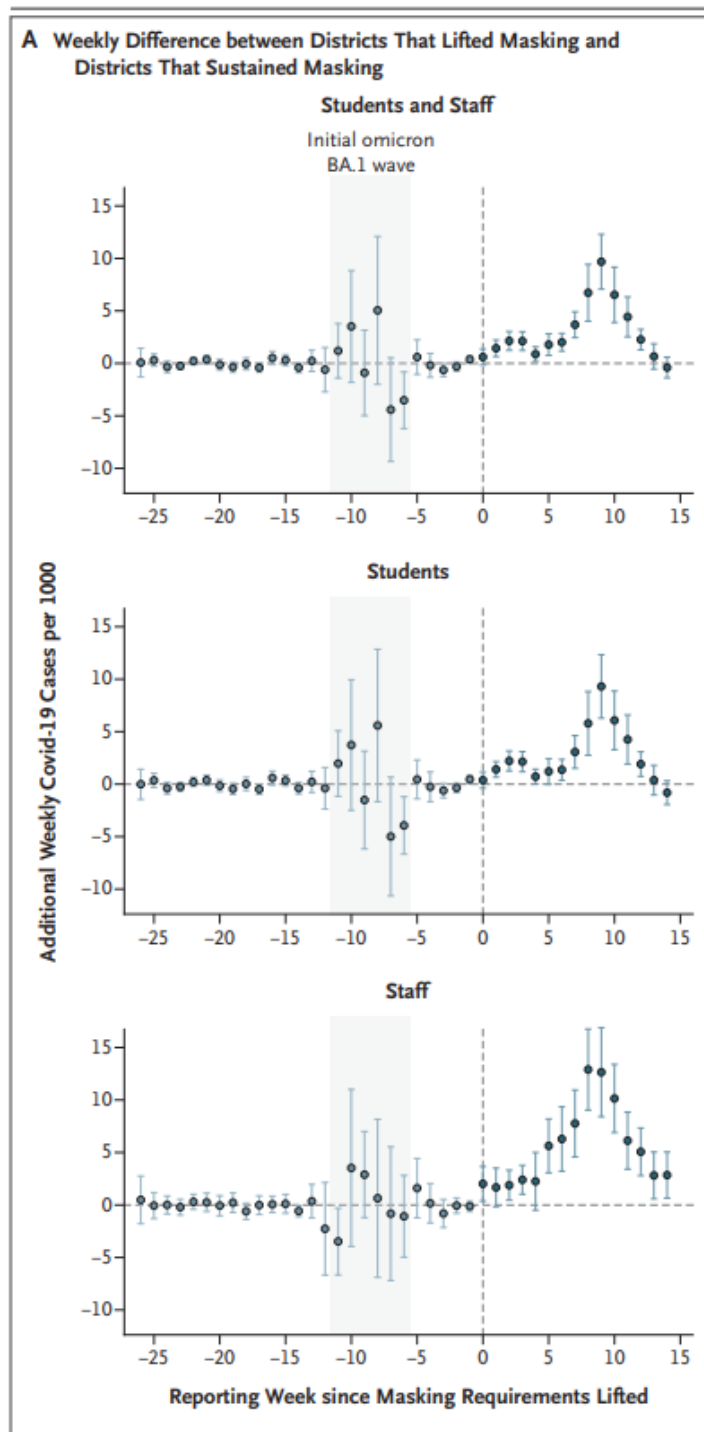 A Weekly Difference between Districts That Lifted Masking and
Districts That Sustained Masking
Students and Staff
Initial omicron
BA.1 wave
15
10
5
0
−5
−10
−25 −20 −15 −10 −5 0 5 10 15
Additional Weekly Covid-19 Cases per 1000
Students
15
10
5
0
−5
−10
−25 −20 −15 −10 −5 0 5 10 15
Staff
15
10
5
0
−5
−10
−25 −20 −15 −10 −5 0 5 10 15
Reporting Week since Masking Requirements Lifted